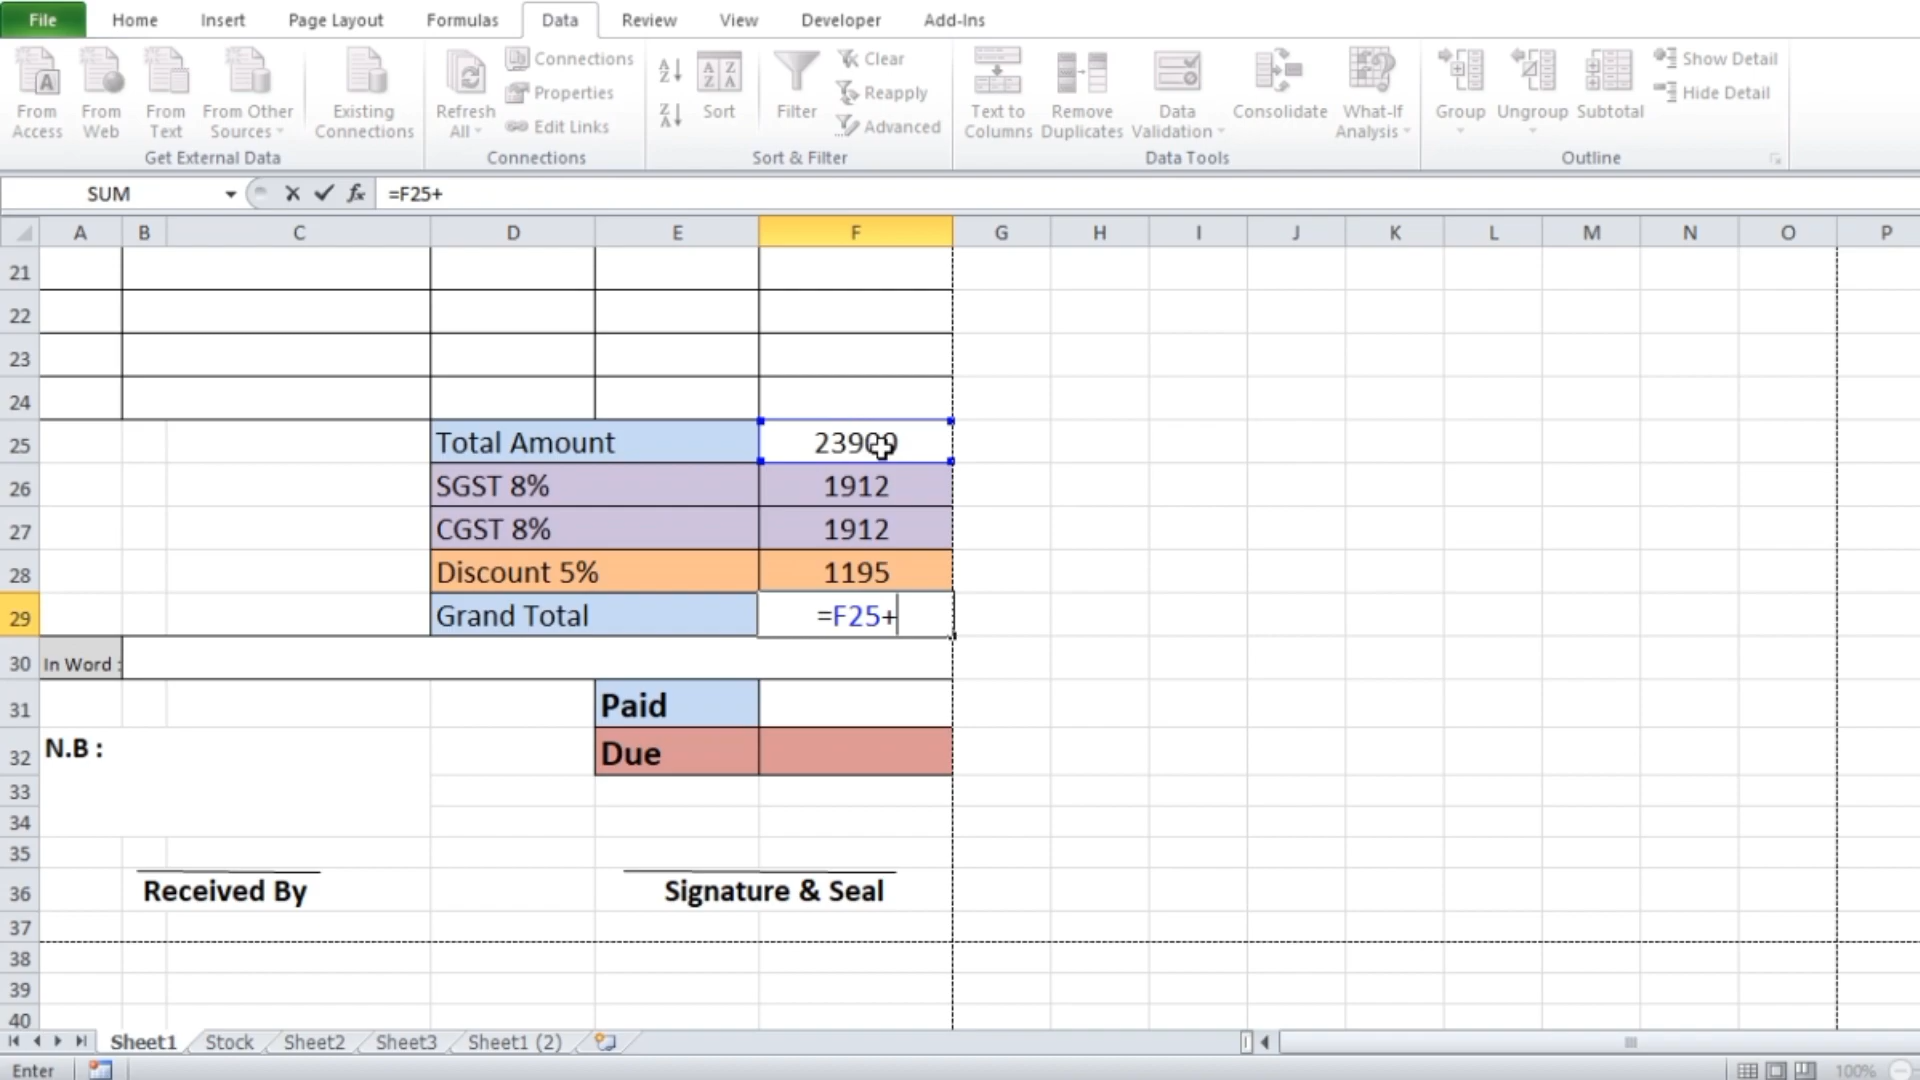 File Home Insert Page Layout Formulas Data Review View Developer Add-Ins
From Access
From Web
From Text
From Other Sources
Existing Connections
Get External Data
Refresh All
Connections
Properties
Edit Links
Connections
Sort
Filter
Clear
Reapply
Advanced
Sort & Filter
Text to Columns
Remove Duplicates
Data Validation
Consolidate
What-If Analysis
Data Tools
Group
Ungroup
Subtotal
Show Detail
Hide Detail
Outline
SUM fx =F25+
A B C D E F G H I J K L M N O P
21
22
23
24
25 Total Amount 23900
26 SGST 8% 1912
27 CGST 8% 1912
28 Discount 5% 1195
29 Grand Total =F25+
30 In Word :
31 Paid
32 N.B : Due
33
34
35
36 Received By Signature & Seal
37
38
39
40
Sheet1 Stock Sheet2 Sheet3 Sheet1 (2)
Enter 100%